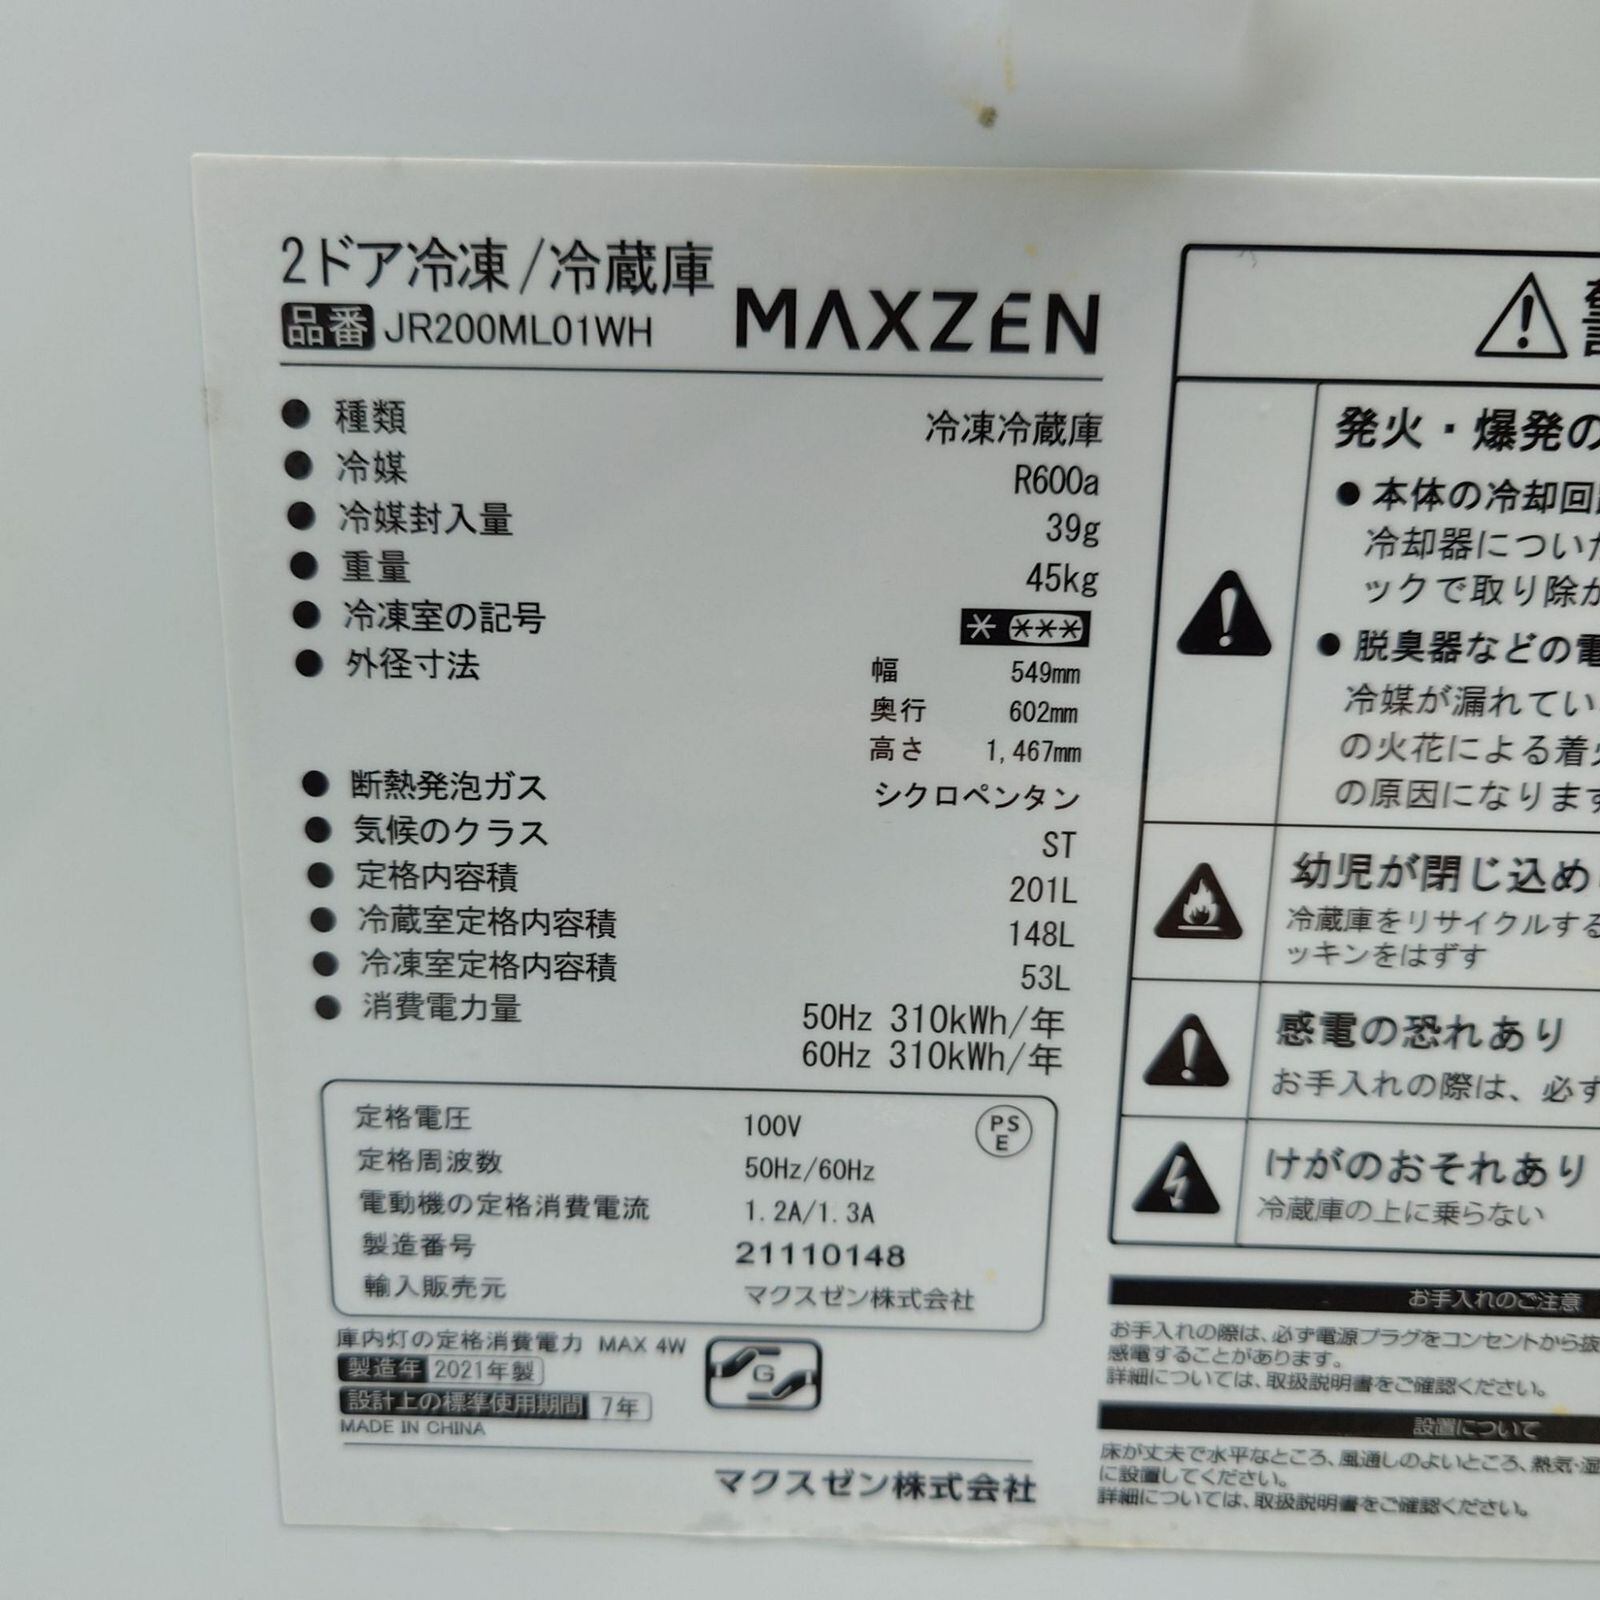 2ドア冷凍/冷蔵庫
品番 JR200ML01WH MAXZEN
● 種類 冷凍冷蔵庫
● 冷媒 R600a
● 冷媒封入量 39g
● 重量 45kg
● 冷凍室の記号
● 外径寸法 幅 549mm
奥行 602mm
高さ 1,467mm
● 断熱発泡ガス シクロペンタン
● 気候のクラス ST
● 定格内容積 201L
● 冷蔵室定格内容積 148L
● 冷凍室定格内容積 53L
● 消費電力量 50Hz 310kWh/年
60Hz 310kWh/年
定格電圧 100V
PS
E
定格周波数 50Hz/60Hz
電動機の定格消費電流 1.2A/1.3A
製造番号 21110148
輸入販売元 マクスゼン株式会社
庫内灯の定格消費電力 MAX 4W
製造年 2021年製
G
設計上の標準使用期間 7年
MADE IN CHINA
マクスゼン株式会社
発火・爆発の
● 本体の冷却回
冷却器につい
ックで取り除
● 脱臭器などの電
冷媒が漏れてい
の火花による着
の原因になります
幼児が閉じ込め
冷蔵庫をリサイクルする
ッキンをはずす
感電の恐れあり
お手入れの際は、必ず
けがのおそれあり
冷蔵庫の上に乗らない
お手入れのご注意
お手入れの際は、必ず電源プラグをコンセントから抜
感電することがあります。
詳細については、取扱説明書をご確認ください。
設置について
床が丈夫で水平なところ、風通しのよいところ、熱気・湿
に設置してください。
詳細については、取扱説明書をご確認ください。